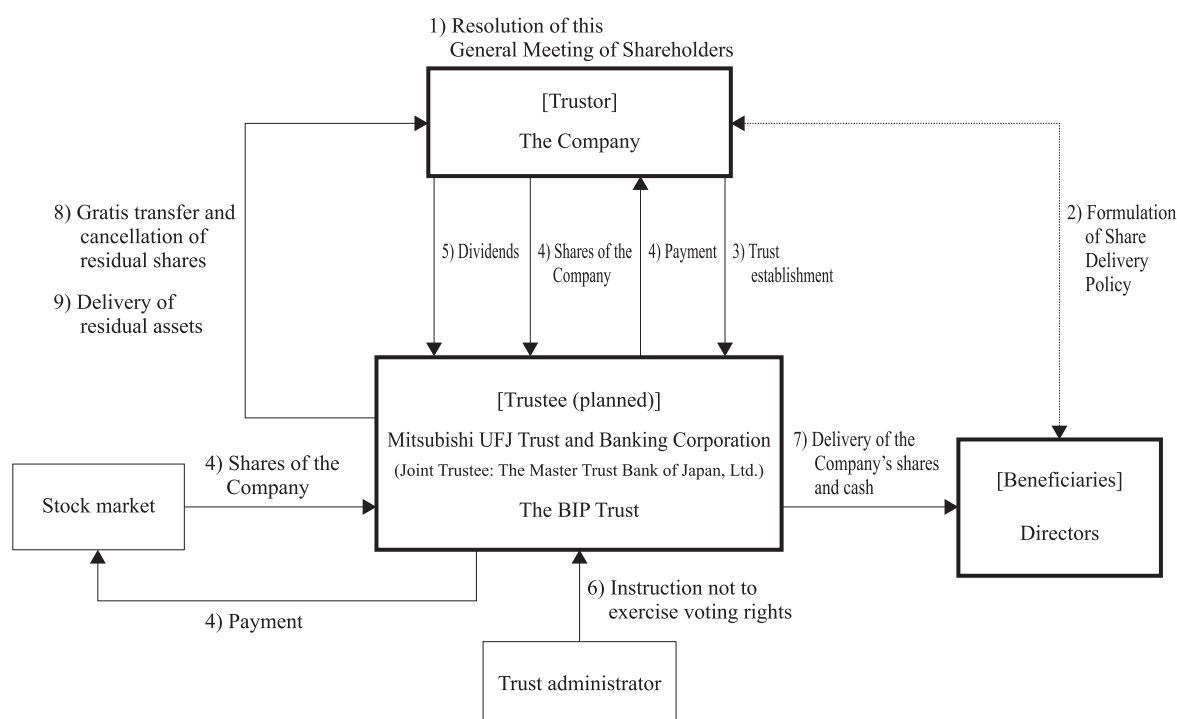 1) Resolution of this
General Meeting of Shareholders
[Trustor]
The Company
8) Gratis transfer and
cancellation of
residual shares
9) Delivery of
residual assets
5) Dividends
4) Shares of the
Company
4) Payment
3) Trust
establishment
2) Formulation
of Share
Delivery
Policy
[Trustee (planned)]
Mitsubishi UFJ Trust and Banking Corporation
(Joint Trustee: The Master Trust Bank of Japan, Ltd.)
The BIP Trust
4) Shares of the
Company
Stock market
4) Payment
7) Delivery of the
Company’s shares
and cash
[Beneficiaries]
Directors
6) Instruction not to
exercise voting rights
Trust administrator